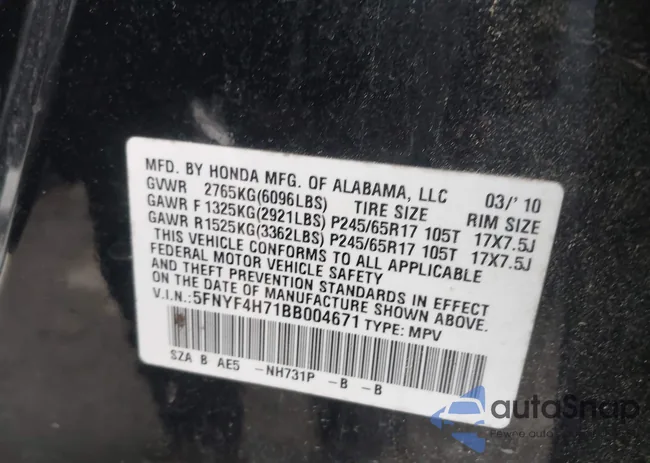 MFD. BY HONDA MFG. OF ALABAMA, LLC 03/'10
GVWR 2765KG(6096LBS) TIRE SIZE RIM SIZE
GAWR F 1325KG(2921LBS) P245/65R17 105T 17X7.5J
GAWR R1525KG(3362LBS) P245/65R17 105T 17X7.5J
THIS VEHICLE CONFORMS TO ALL APPLICABLE
FEDERAL MOTOR VEHICLE SAFETY
AND THEFT PREVENTION STANDARDS IN EFFECT
ON THE DATE OF MANUFACTURE SHOWN ABOVE.
V.I.N.:5FNYF4H71BB004671 TYPE: MPV
SZA B AE5 -NH731P -B -B
autoSnap
Pewne auto